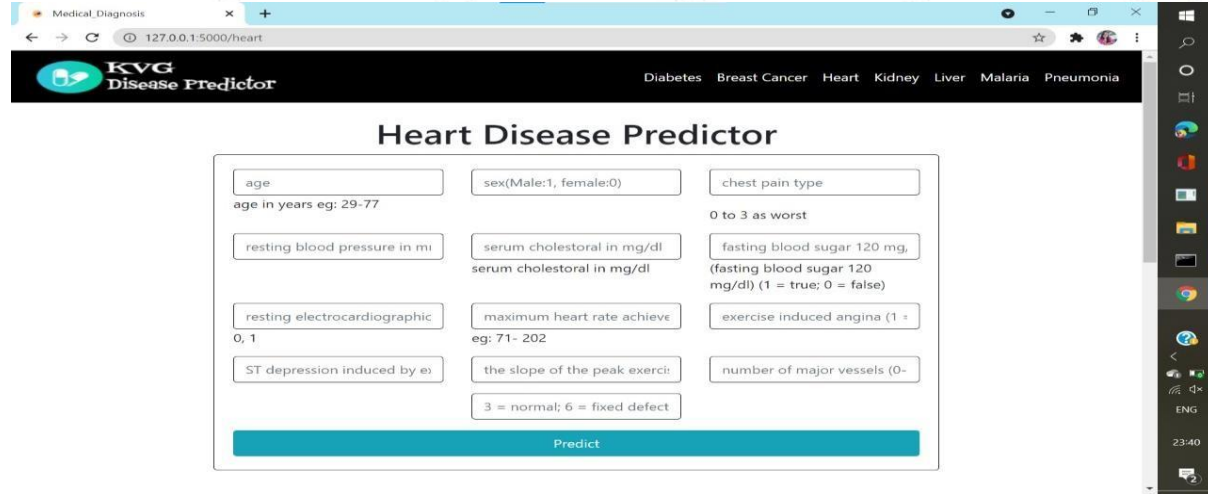 Medical_Diagnosis
127.0.0.1:5000/heart
KVG
Disease Predictor
Diabetes Breast Cancer Heart Kidney Liver Malaria Pneumonia
Heart Disease Predictor
age
sex(Male:1, female:0)
chest pain type
age in years eg: 29-77
0 to 3 as worst
resting blood pressure in
serum cholestoral in mg/dl
fasting blood sugar 120 mg,
serum cholestoral in mg/dl
(fasting blood sugar 120
mg/dl) (1 = true; 0 = false)
resting electrocardiographic
maximum heart rate achieve
exercise induced angina (1 =
0, 1
eg: 71- 202
ST depression induced by
the slope of the peak
number of major vessels (0-
3 = normal; 6 = fixed defect
Predict
ENG
23:40
2